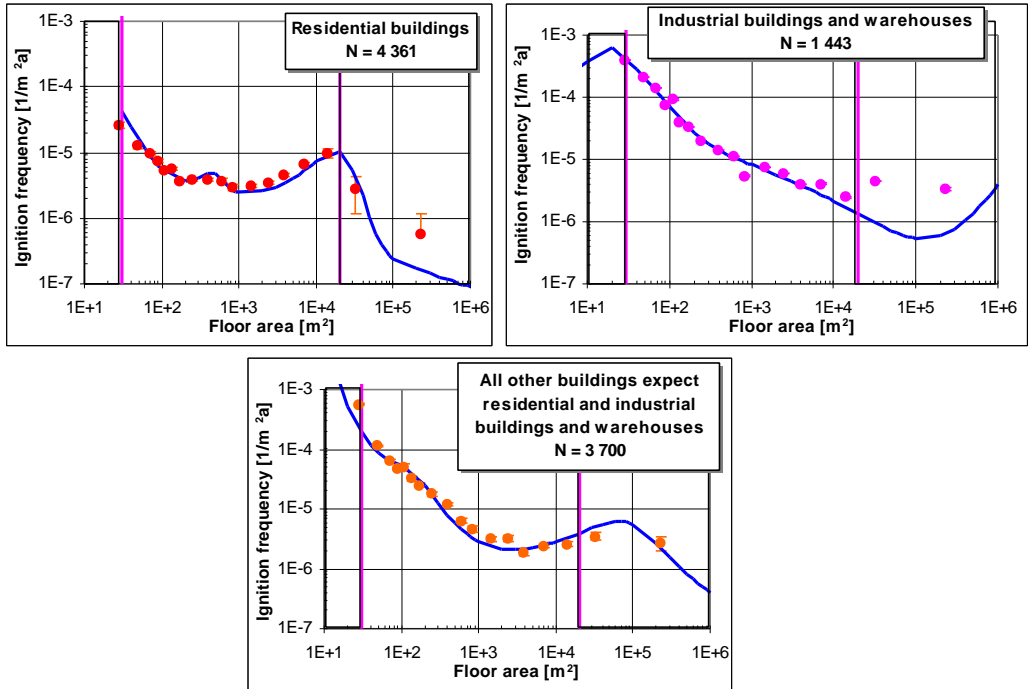 Residential buildings
N = 4 361
Ignition frequency [1/m ²a]
1E-3
1E-4
1E-5
1E-6
1E-7
1E+1 1E+2 1E+3 1E+4 1E+5 1E+6
Floor area [m²]
Industrial buildings and warehouses
N = 1 443
Ignition frequency [1/m ²a]
1E-3
1E-4
1E-5
1E-6
1E-7
1E+1 1E+2 1E+3 1E+4 1E+5 1E+6
Floor area [m²]
All other buildings expect
residential and industrial
buildings and warehouses
N = 3 700
Ignition frequency [1/m ²a]
1E-3
1E-4
1E-5
1E-6
1E-7
1E+1 1E+2 1E+3 1E+4 1E+5 1E+6
Floor area [m²]